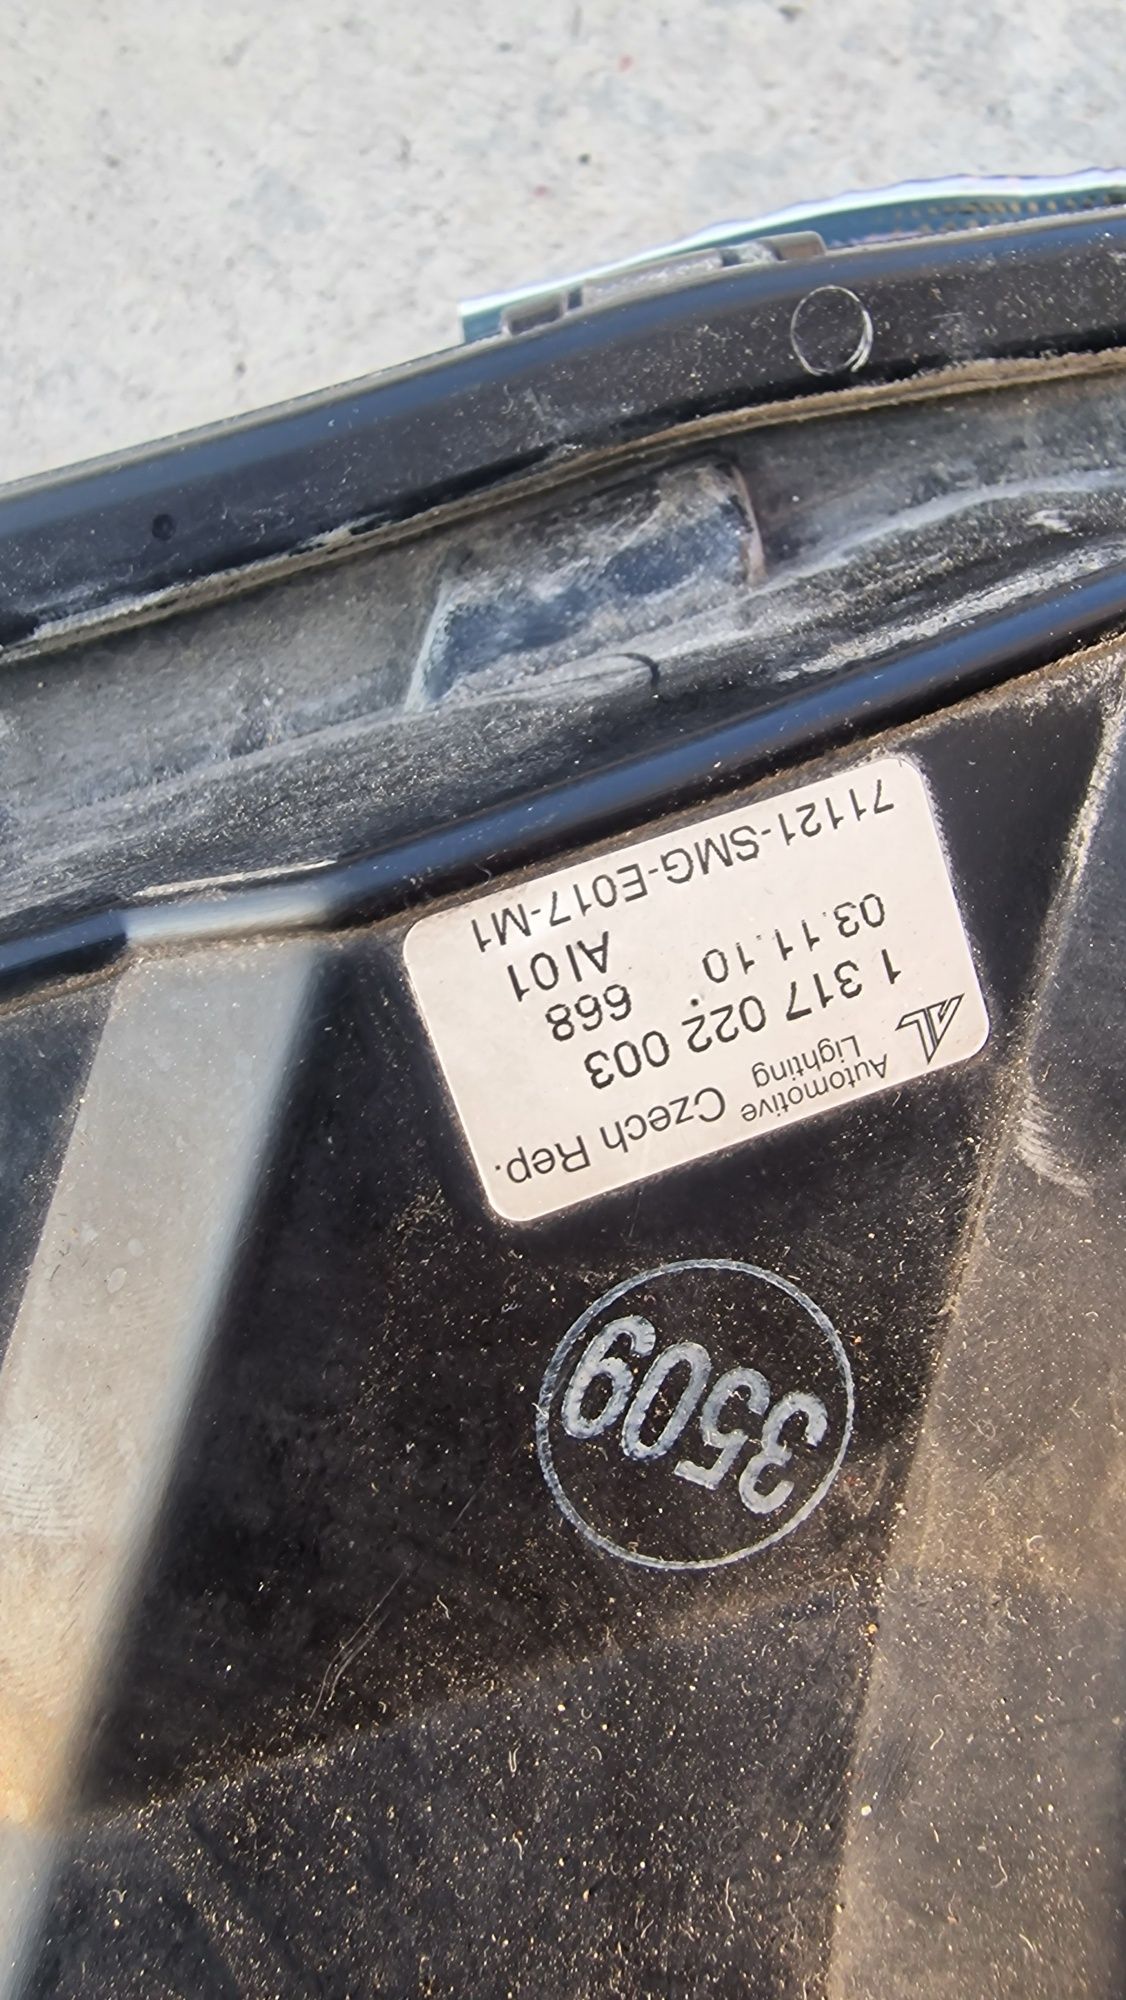 Automotive Lighting Czech Rep.
1 317 022 003
03.11.10 668
AI01
71121-SMG-E017-M1
3509